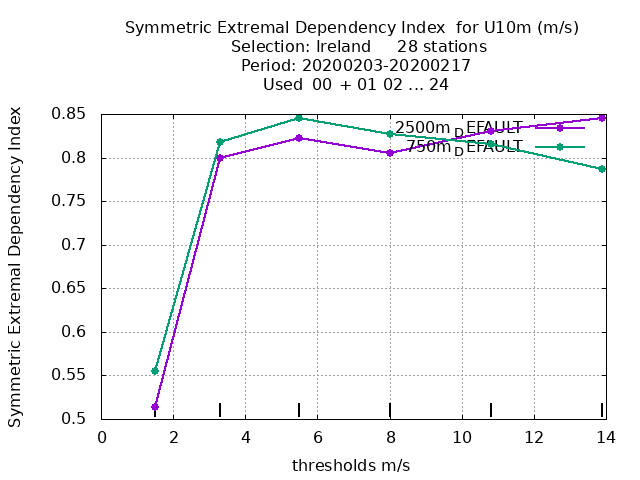 Symmetric Extremal Dependency Index for U10m (m/s)
Selection: Ireland 28 stations
Period: 20200203-20200217
Used 00 + 01 02 ... 24
Symmetric Extremal Dependency Index
0.85
0.8
0.75
0.7
0.65
0.6
0.55
0.5
2500m_DEFAULT
750m_DEFAULT
0 2 4 6 8 10 12 14
thresholds m/s